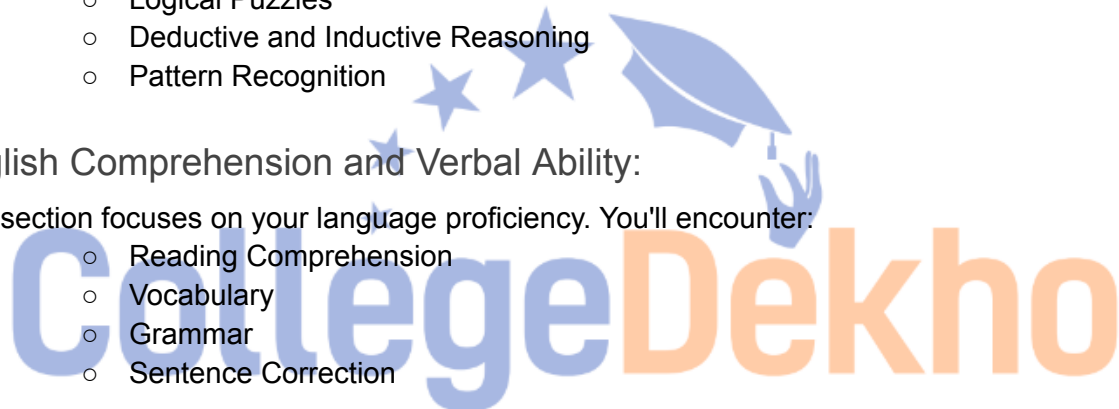 ○ Logical Puzzles
○ Deductive and Inductive Reasoning
○ Pattern Recognition
glish Comprehension and Verbal Ability:
section focuses on your language proficiency. You'll encounter:
○ Reading Comprehension
○ Vocabulary
○ Grammar
○ Sentence Correction
CollegeDekho